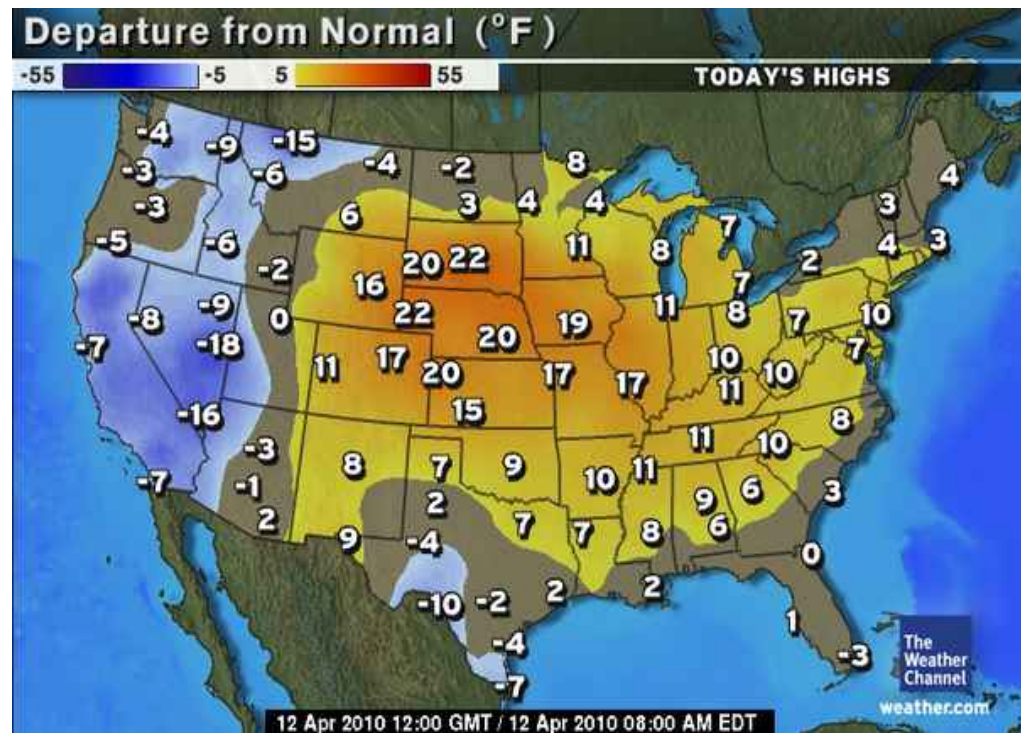 Departure from Normal (°F)
-55 -5 5 55 TODAY'S HIGHS
-4 -9 -15 8
-3 -6 -4 -2 4
-3 6 3 4 4 3
-5 -6 11 8 7 4 3
-2 20 22 2
16 7
-9 22 11 8 10
-8 0 19 7
-7 -18 20 7
11 17 10
20 17 17 11 10
-16 15 8
-3 11 10
-7 8 7 9 11
-1 10 9 6 3
2 2 7 7 8 6
9 -4 0
-10 -2 2 2
1
-4 -3
-7
The
Weather
Channel
weather.com
12 Apr 2010 12:00 GMT / 12 Apr 2010 08:00 AM EDT